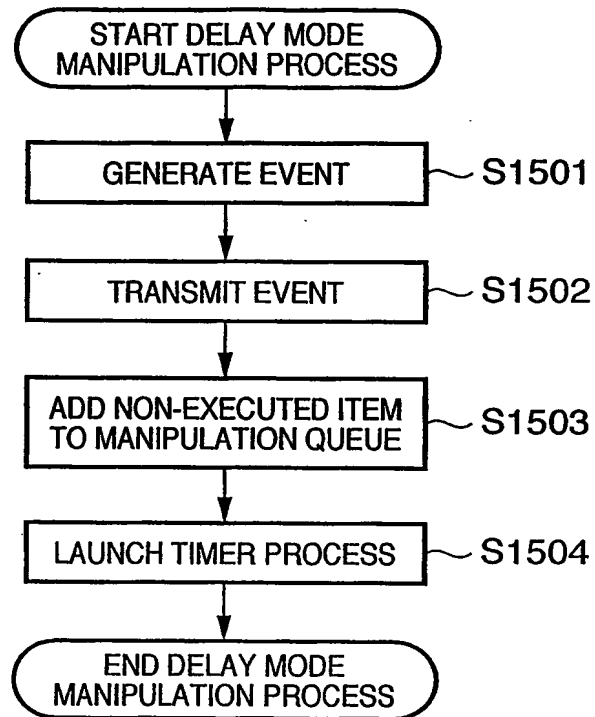 START DELAY MODE
MANIPULATION PROCESS
GENERATE EVENT
S1501
TRANSMIT EVENT
S1502
ADD NON-EXECUTED ITEM
TO MANIPULATION QUEUE
S1503
LAUNCH TIMER PROCESS
S1504
END DELAY MODE
MANIPULATION PROCESS